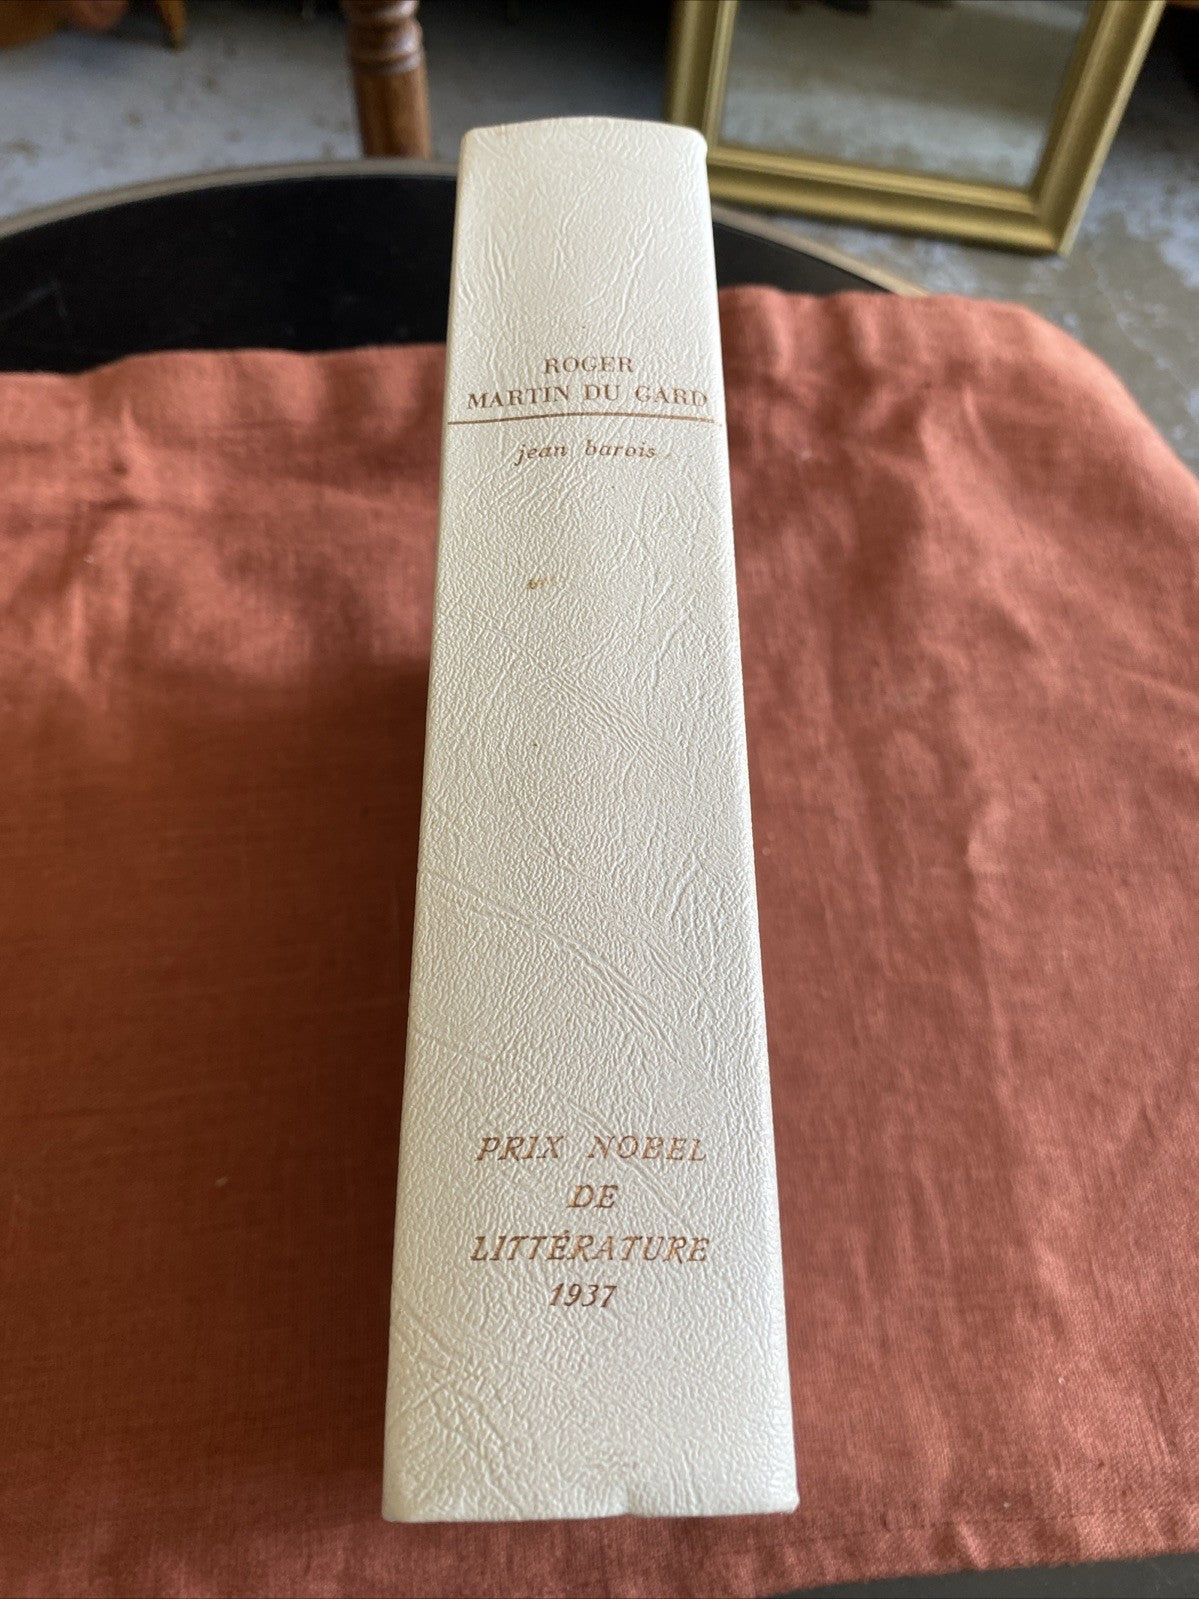 ROGER
MARTIN DU GARD
jean barois
PRIX NOBEL
DE
LITTÉRATURE
1937